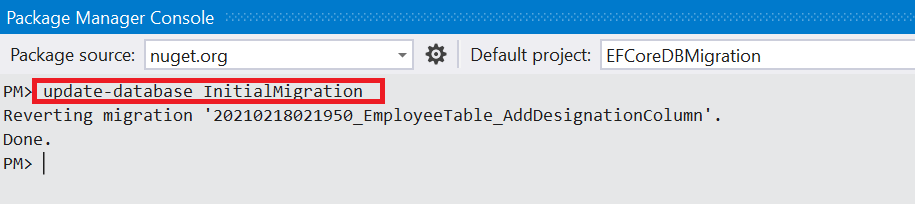 Package Manager Console
Package source: nuget.org Default project: EFCoreDBMigration
PM> update-database InitialMigration
Reverting migration '20210218021950_EmployeeTable_AddDesignationColumn'.
Done.
PM>